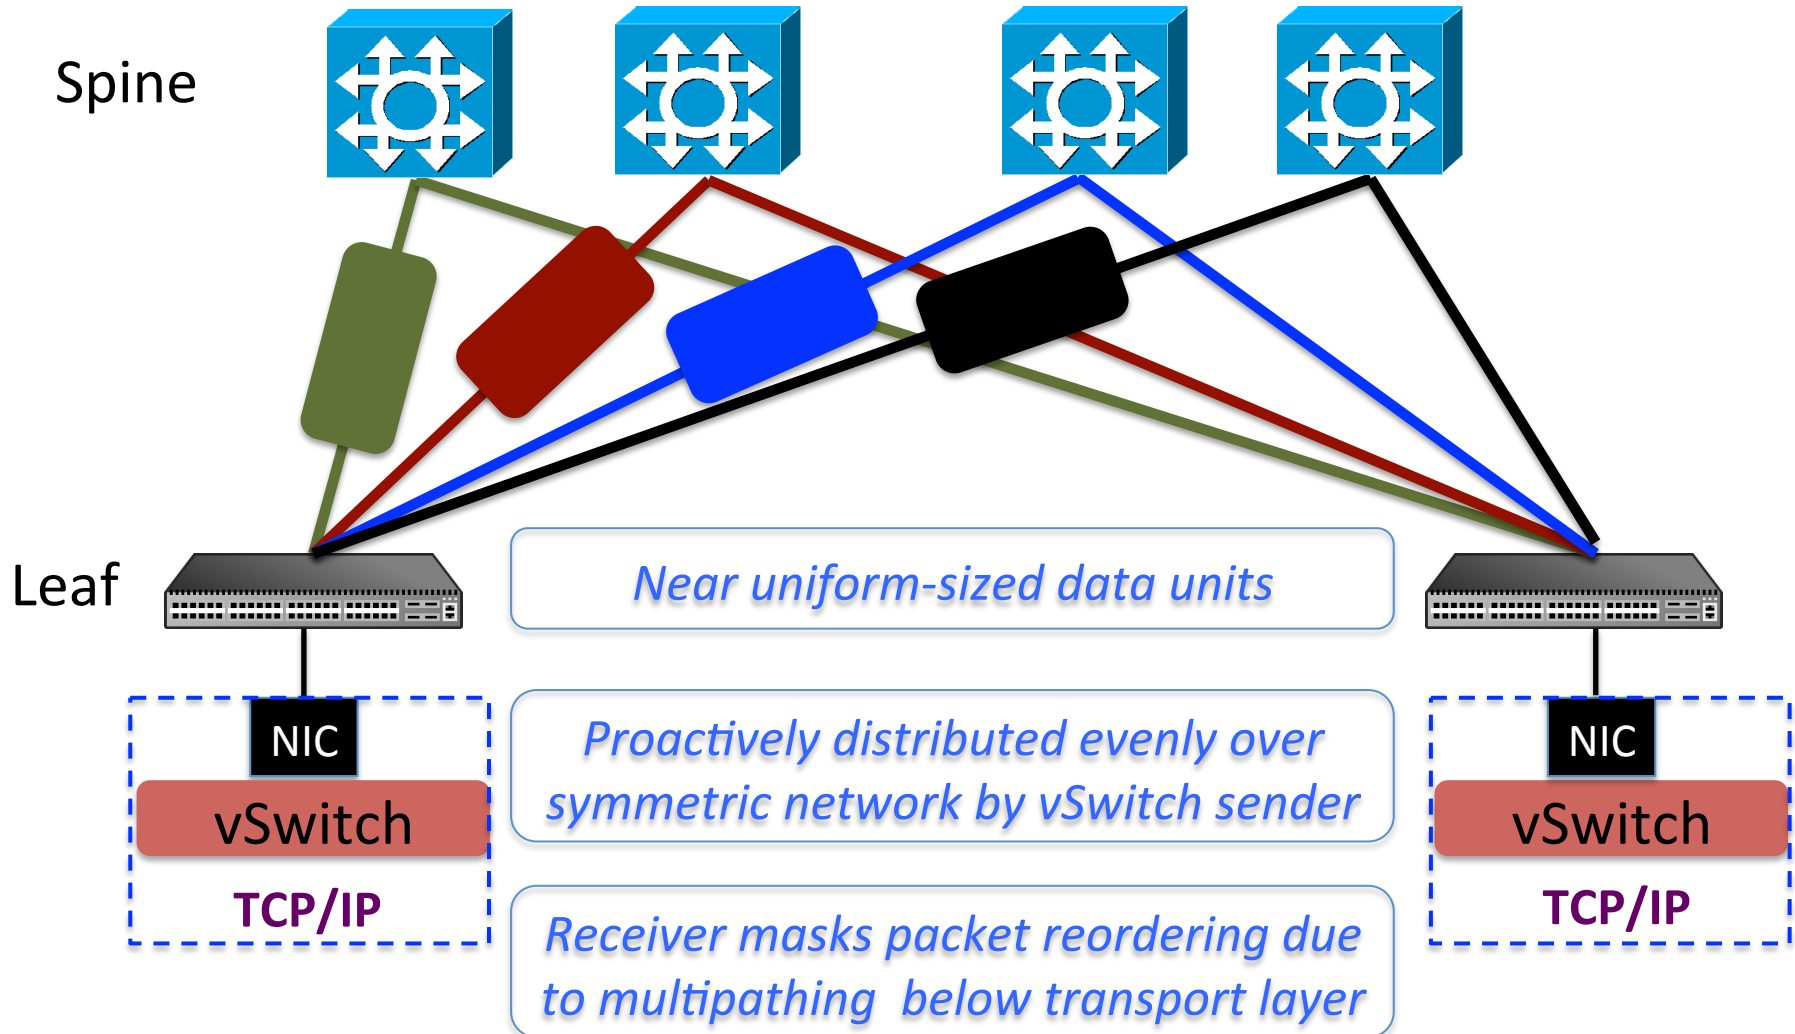 Spine
Leaf
Near uniform-sized data units
NIC
NIC
Proactively distributed evenly over
symmetric network by vSwitch sender
vSwitch
vSwitch
TCP/IP
TCP/IP
Receiver masks packet reordering due
to multipathing below transport layer